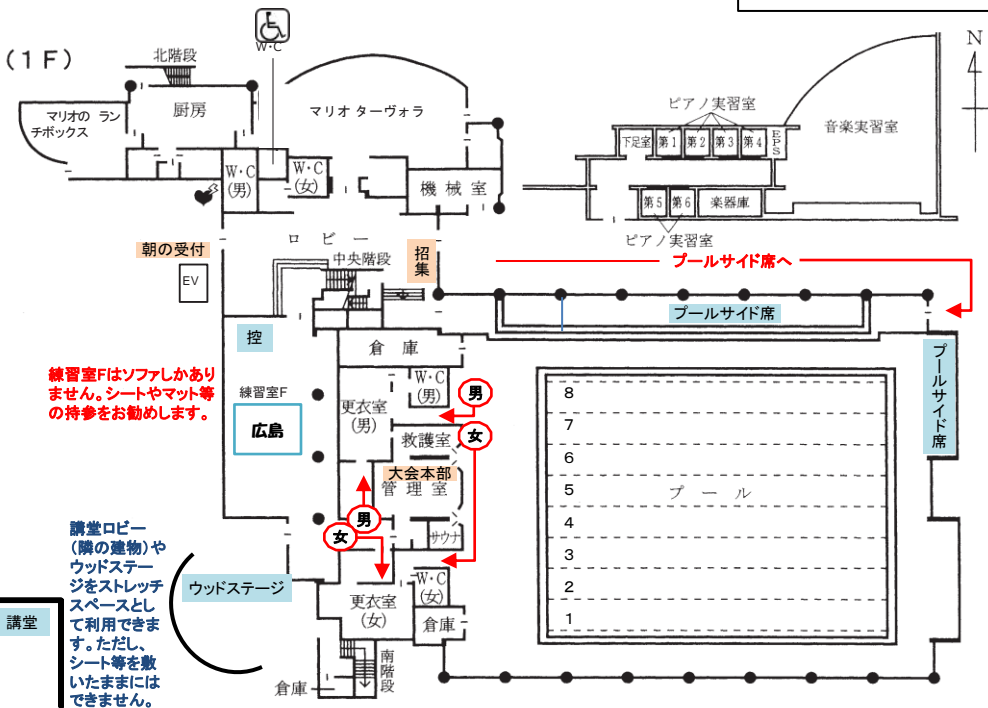 (1F)
W･C
北階段
厨房
マリオの ラン
チボックス
マリオ ターヴォラ
W･C
(男)
W･C
(女)
機械室
ピアノ実習室
下足室
第1
第2
第3
第4
EPS
音楽実習室
第5
第6
楽器庫
ピアノ実習室
N
朝の受付
ロビー
中央階段
招集
EV
プールサイド席へ
プールサイド席
プールサイド席
控
倉庫
練習室Fはソファしかあり
ません。シートやマット等
の持参をお勧めします。
練習室F
広島
更衣室
(男)
W･C
(男)
男
女
救護室
大会本部
管理室
男
女
サウナ
8
7
6
5
4
3
2
1
プール
講堂ロビー
(隣の建物)や
ウッドステー
ジをストレッチ
スペースとし
て利用できま
す。ただし、
シート等を敷
いたままには
できません。
講堂
ウッドステージ
W･C
(女)
更衣室
(女)
倉庫
南階段
倉庫